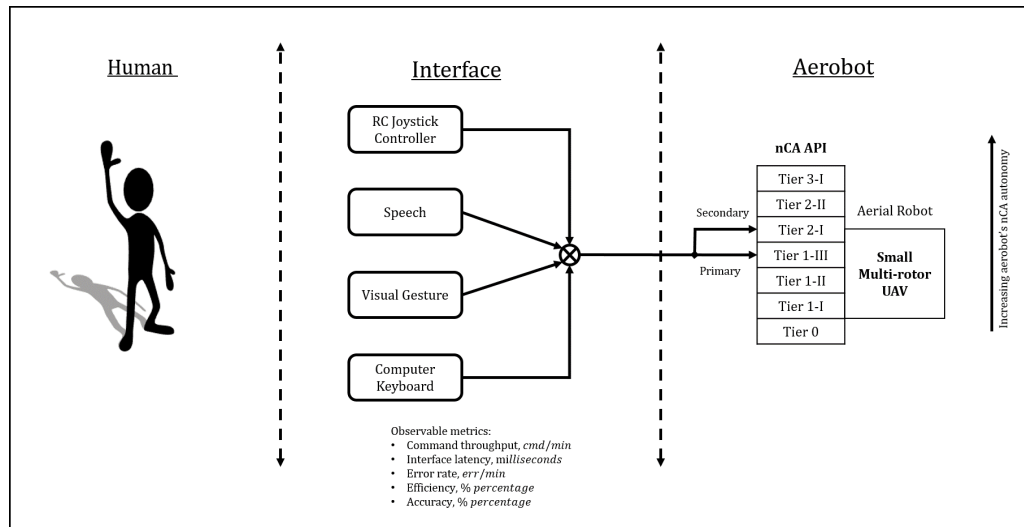 Human
Interface
Aerobot
RC Joystick
Controller
Speech
Visual Gesture
Computer
Keyboard
Observable metrics:
• Command throughput, cmd/min
• Interface latency, milliseconds
• Error rate, err/min
• Efficiency, % percentage
• Accuracy, % percentage
Secondary
Primary
nCA API
Tier 3-I
Tier 2-II
Tier 2-I
Tier 1-III
Tier 1-II
Tier 1-I
Tier 0
Aerial Robot
Small
Multi-rotor
UAV
Increasing aerobot's nCA autonomy